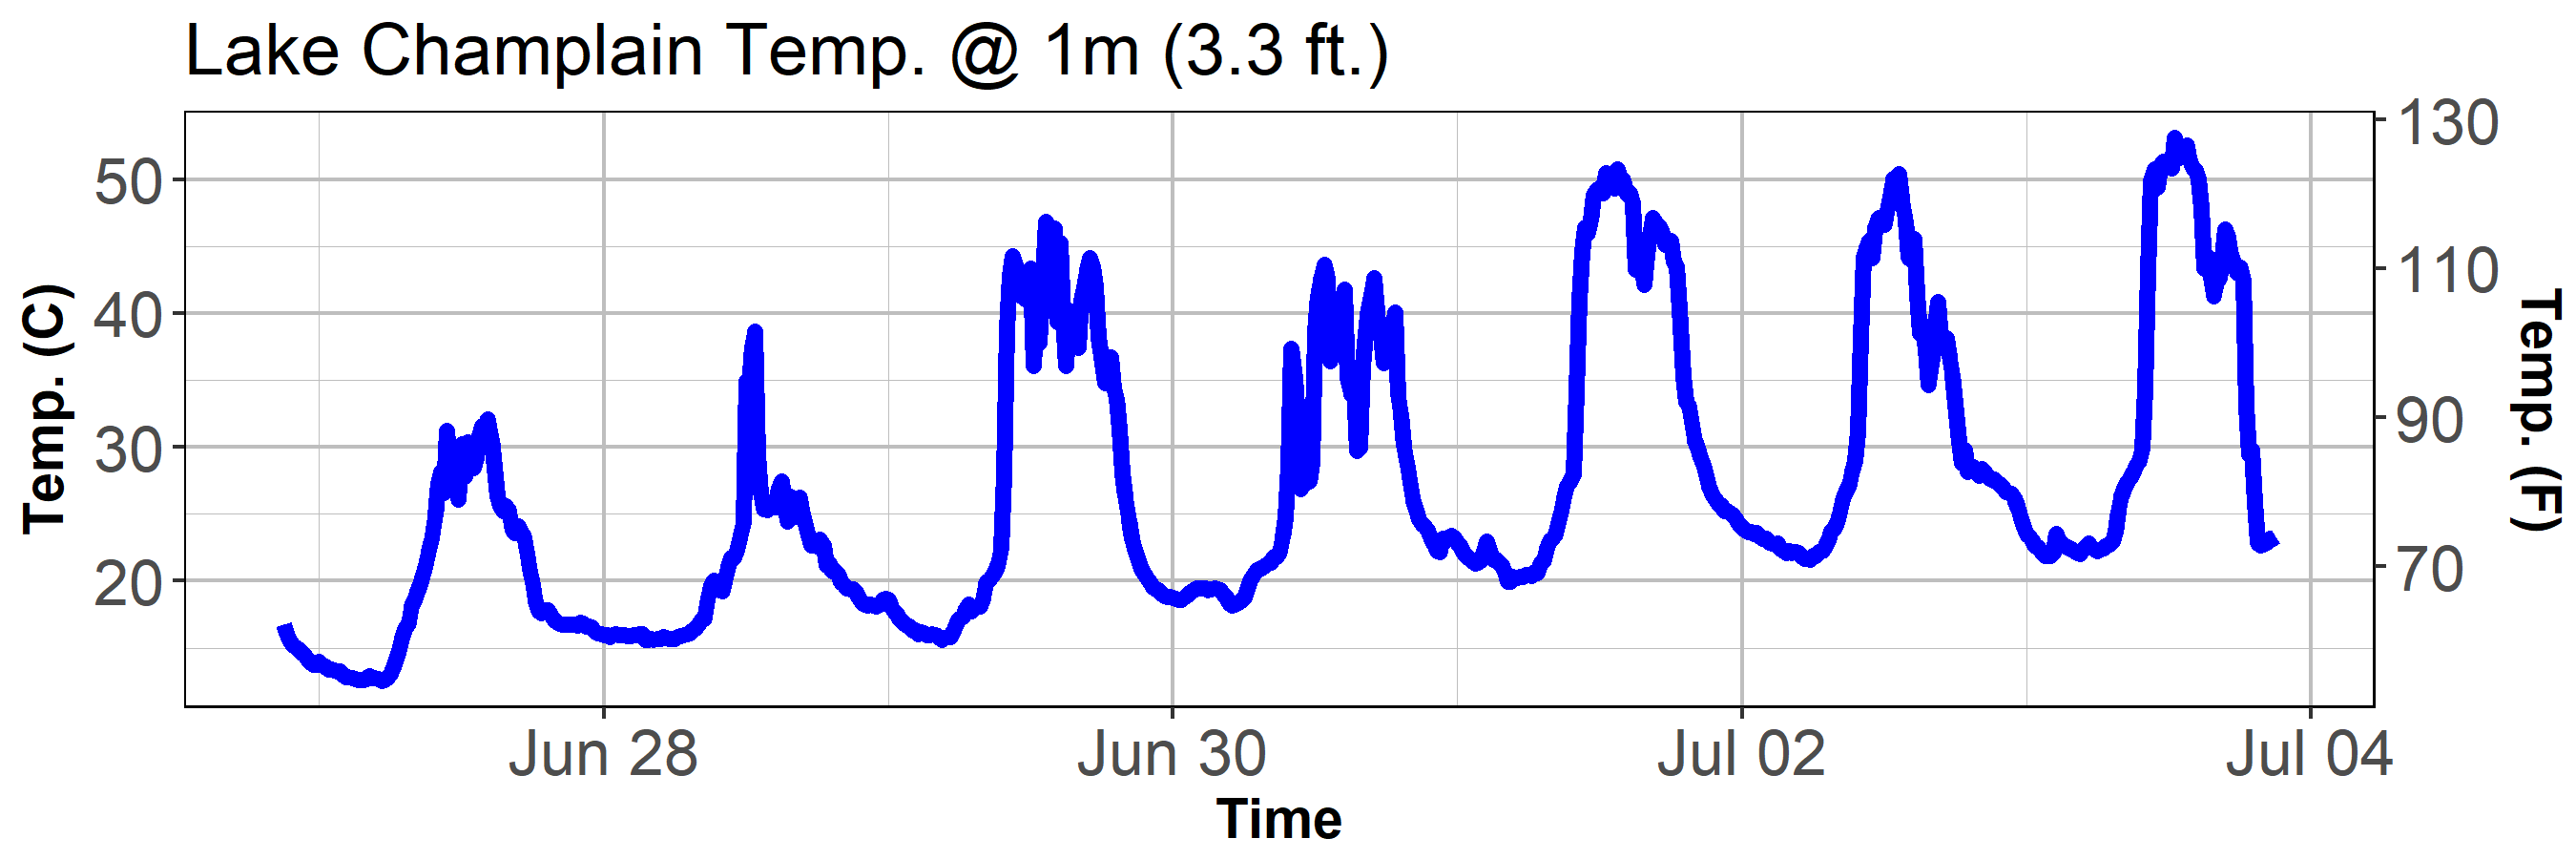 Lake Champlain Temp. @ 1m (3.3 ft.)
Temp. (C)
50
40
30
20
130
110
90
70
Temp. (F)
Jun 28
Jun 30
Jul 02
Jul 04
Time